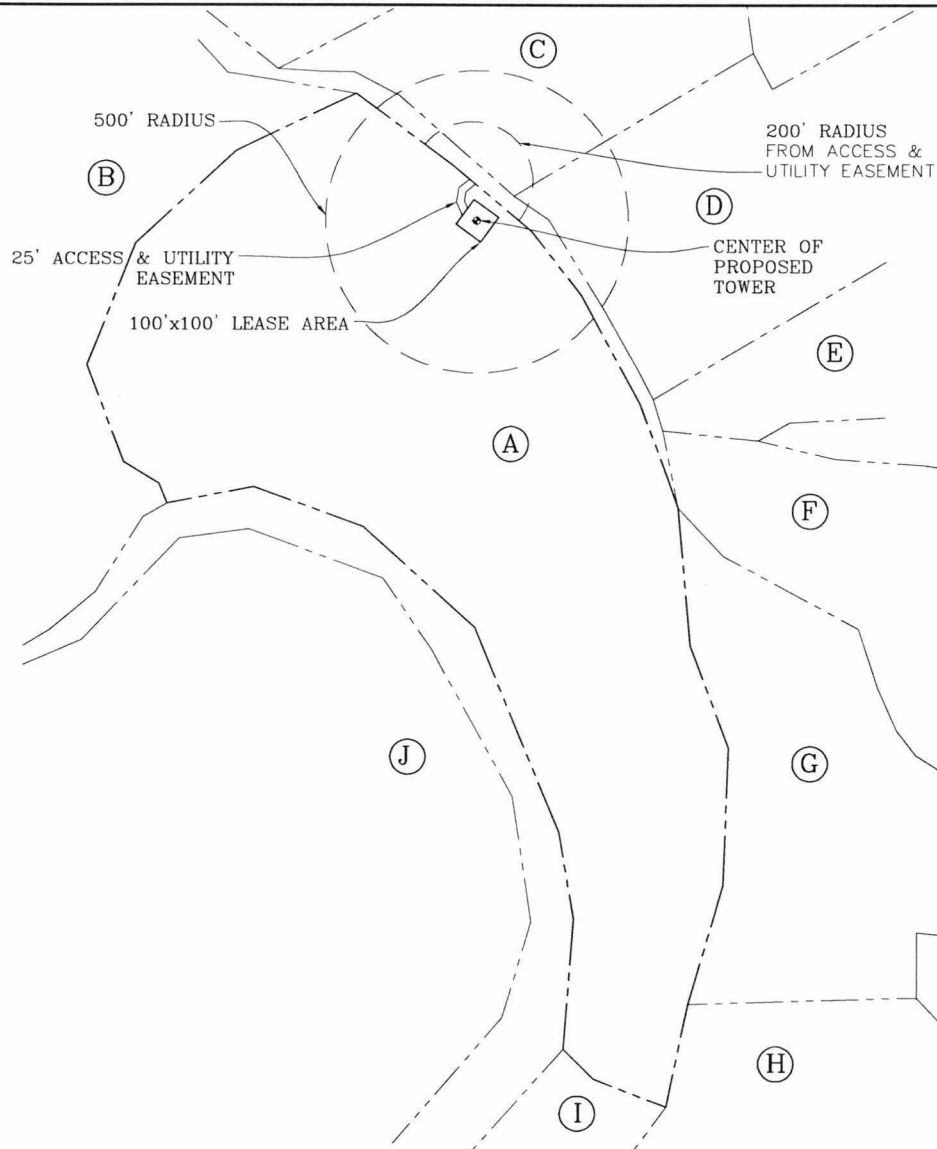 C
500' RADIUS
200' RADIUS
FROM ACCESS &
UTILITY EASEMENT
B
D
25' ACCESS & UTILITY
EASEMENT
CENTER OF
PROPOSED
TOWER
100'x100' LEASE AREA
E
A
F
J
G
H
I